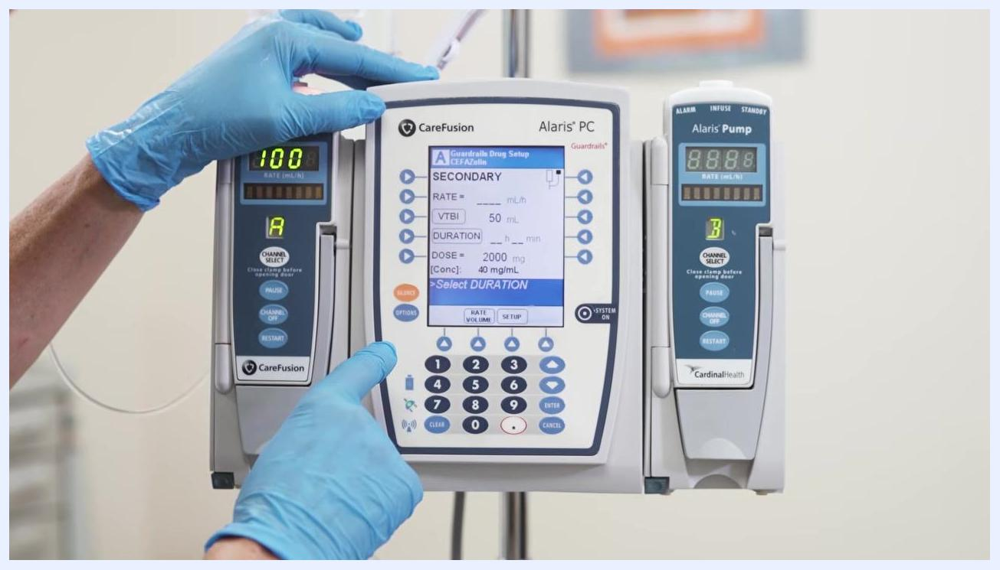 100
RATE (mL/h)
A
CHANNEL
SELECT
Close clamp before
opening door
PAUSE
CHANNEL
OFF
RESTART
CareFusion
CareFusion
Alaris® PC
Guardrails®
A
Guardrails Drug Setup
CEFAZolin
SECONDARY
RATE = ____ mL/h
VTBI 50 mL
DURATION __ h __ min
DOSE = 2000 mg
[Conc]: 40 mg/mL
>Select DURATION
RATE
VOLUME
SETUP
SILENCE
OPTIONS
SYSTEM
ON
1 2 3
4 5 6
7 8 9 ENTER
CLEAR 0 . CANCEL
ALARM INFUSE STANDBY
Alaris® Pump
RATE (mL/h)
B
CHANNEL
SELECT
Close clamp before
opening door
PAUSE
CHANNEL
OFF
RESTART
CardinalHealth